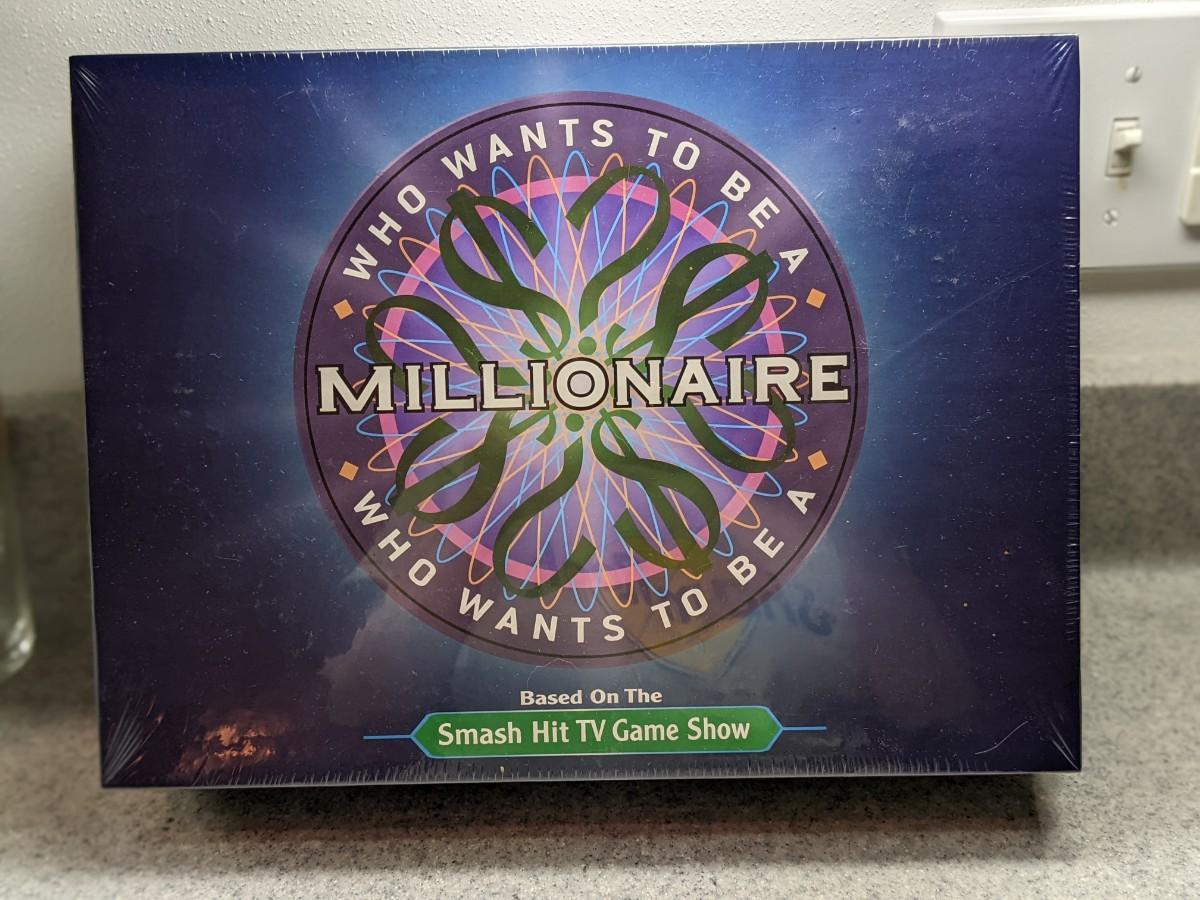 WHO WANTS TO BE A
MILLIONAIRE
WHO WANTS TO BE A
Based On The
Smash Hit TV Game Show